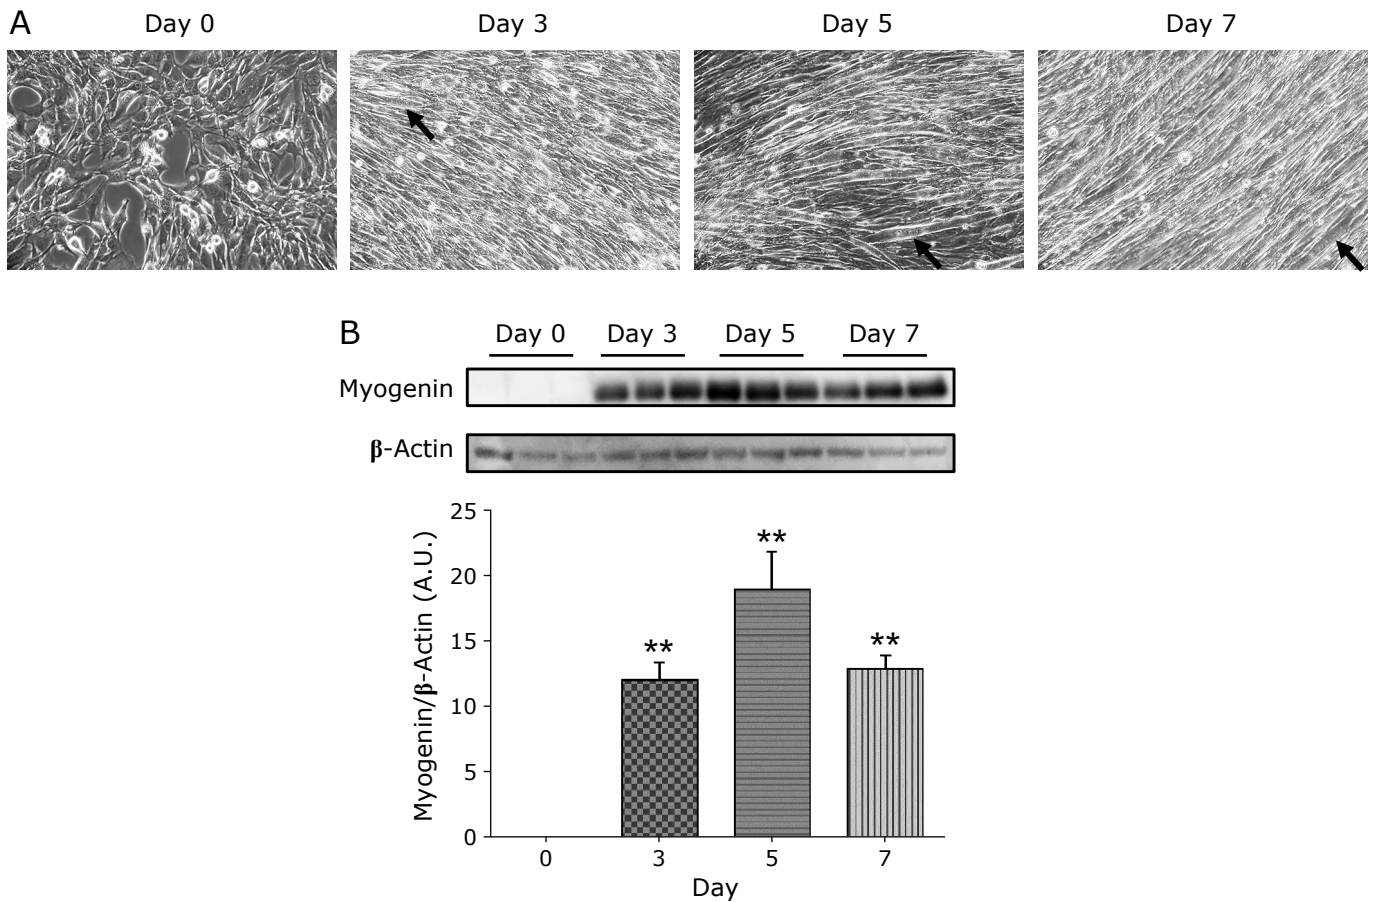 A
Day 0
Day 3
Day 5
Day 7
B
Day 0
Day 3
Day 5
Day 7
Myogenin
β-Actin
Myogenin/β-Actin (A.U.)
25
20
15
10
5
0
**
**
**
0
3
5
7
Day